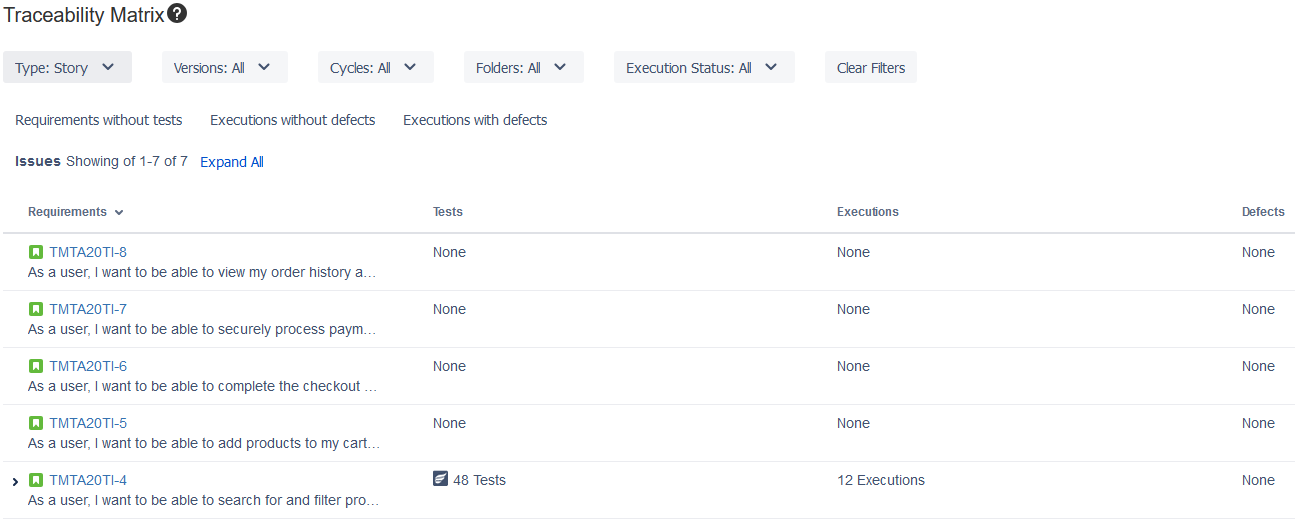 Traceability Matrix
Type: Story Versions: All Cycles: All Folders: All Execution Status: All Clear Filters
Requirements without tests Executions without defects Executions with defects
Issues Showing of 1-7 of 7 Expand All
Requirements Tests Executions Defects
TMTA20TI-8 None None None
As a user, I want to be able to view my order history a…
TMTA20TI-7 None None None
As a user, I want to be able to securely process paym…
TMTA20TI-6 None None None
As a user, I want to be able to complete the checkout …
TMTA20TI-5 None None None
As a user, I want to be able to add products to my cart…
TMTA20TI-4 48 Tests 12 Executions None
As a user, I want to be able to search for and filter pro…